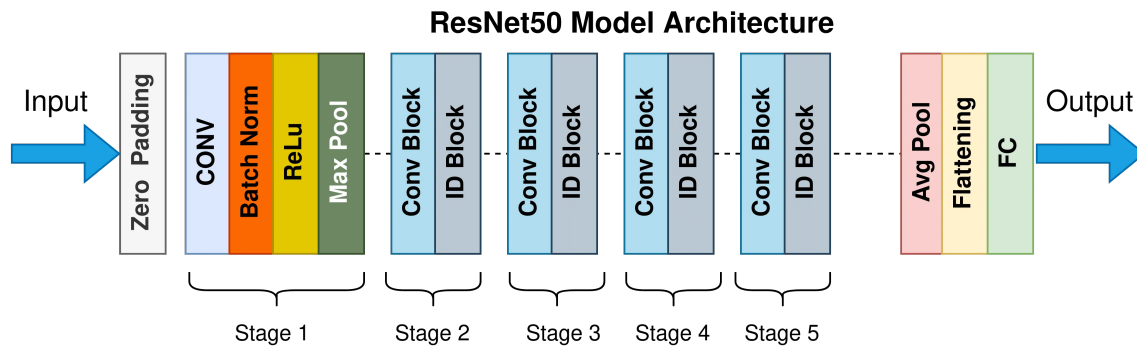 ResNet50 Model Architecture
Input
Zero Padding
CONV
Batch Norm
ReLu
Max Pool
Conv Block
ID Block
Conv Block
ID Block
Conv Block
ID Block
Conv Block
ID Block
Avg Pool
Flattening
FC
Output
Stage 1
Stage 2
Stage 3
Stage 4
Stage 5